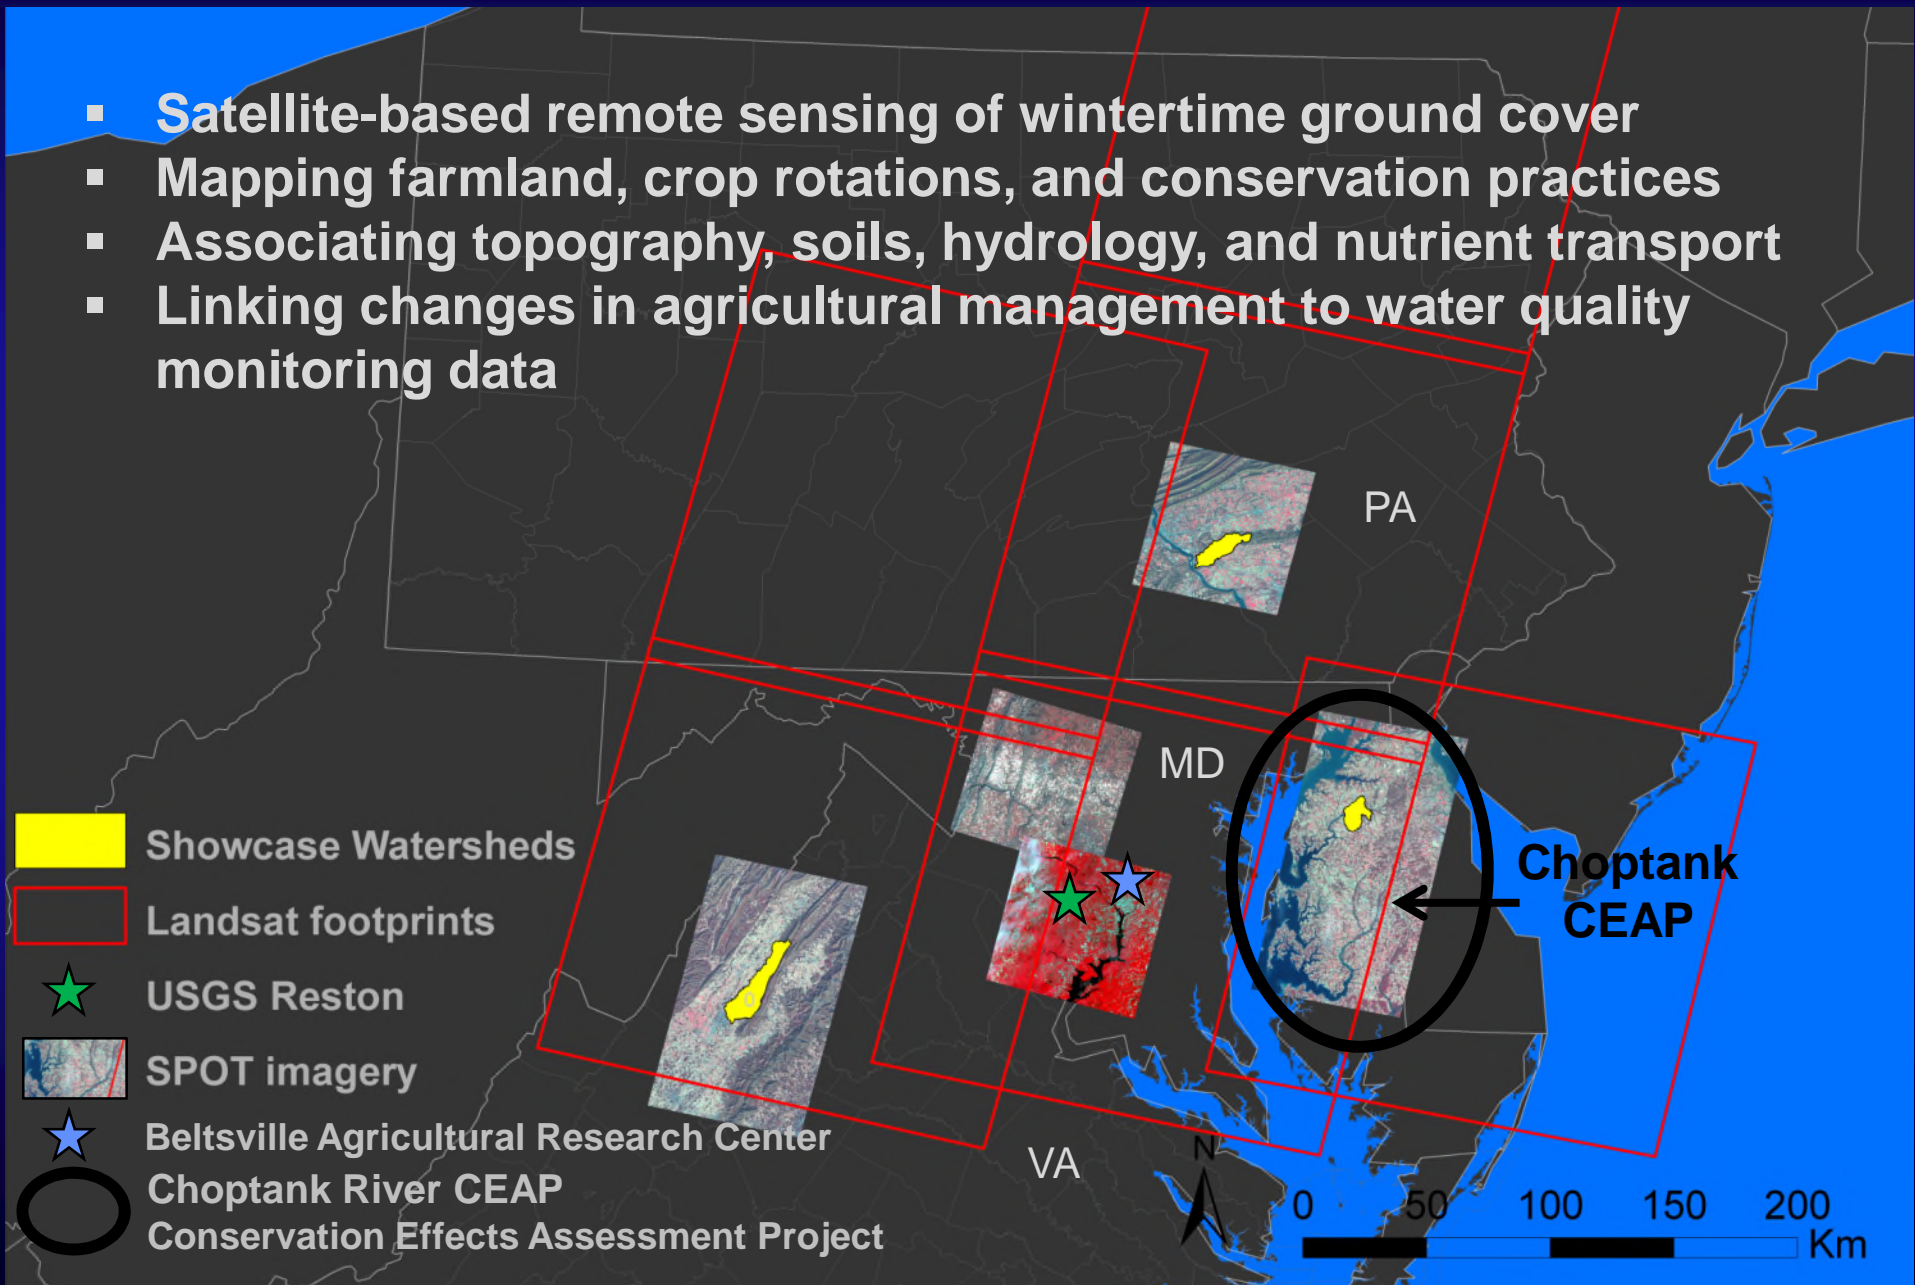 ▪ Satellite-based remote sensing of wintertime ground cover
▪ Mapping farmland, crop rotations, and conservation practices
▪ Associating topography, soils, hydrology, and nutrient transport
▪ Linking changes in agricultural management to water quality
monitoring data
PA
MD
Choptank
CEAP
Showcase Watersheds
Landsat footprints
USGS Reston
SPOT imagery
Beltsville Agricultural Research Center
Choptank River CEAP
Conservation Effects Assessment Project
0
VA
N
0 50 100 150 200
Km